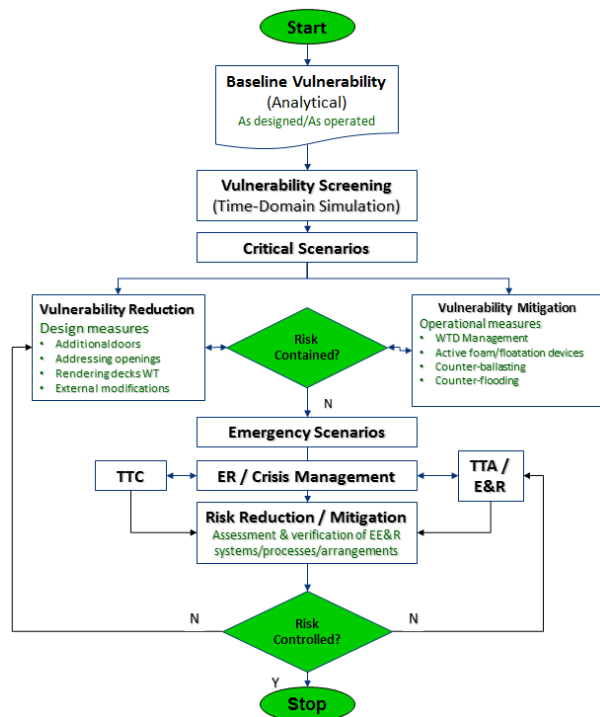 Start
Baseline Vulnerability
(Analytical)
As designed/As operated
Vulnerability Screening
(Time-Domain Simulation)
Critical Scenarios
Vulnerability Reduction
Design measures
• Additionaldoors
• Addressing openings
• Rendering decks WT
• External modifications
Risk
Contained?
Vulnerability Mitigation
Operational measures
• WTD Management
• Active foam/floatation devices
• Counter-ballasting
• Counter-flooding
N
Emergency Scenarios
TTC
ER / Crisis Management
TTA /
E&R
Risk Reduction / Mitigation
Assessment & verification of EE&R
systems/processes/arrangements
N
Risk
Controlled?
N
Y
Stop